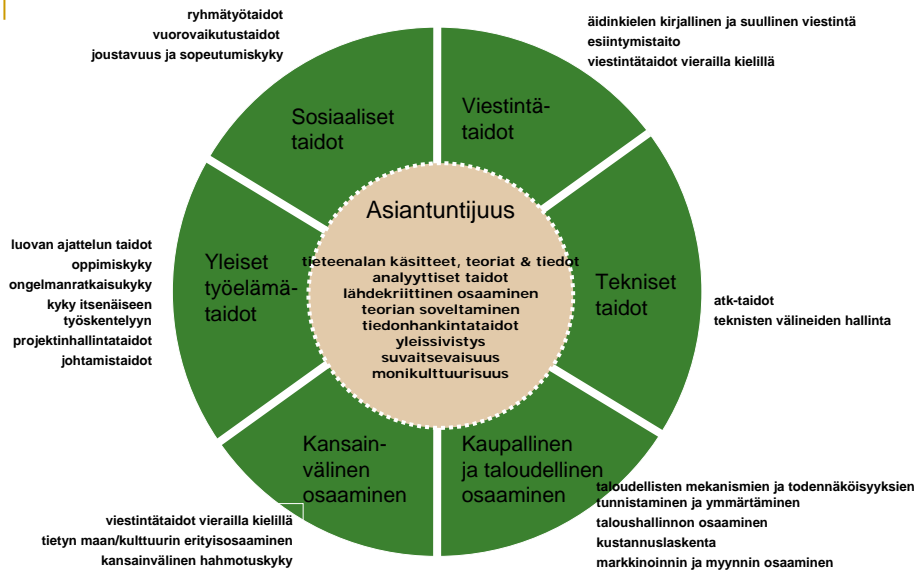 ryhmätyötaidot
vuorovaikutustaidot
joustavuus ja sopeutumiskyky
äidinkielen kirjallinen ja suullinen viestintä
esiintymistaito
viestintätaidot vierailla kielillä
Sosiaaliset
taidot
Viestintä-
taidot
Asiantuntijuus
tieteenalan käsitteet, teoriat & tiedot
analyyttiset taidot
lähdekriittinen osaaminen
teorian soveltaminen
tiedonhankintataidot
yleissivistys
suvaitsevaisuus
monikulttuurisuus
luovan ajattelun taidot
oppimiskyky
ongelmanratkaisukyky
kyky itsenäiseen
työskentelyyn
projektinhallintataidot
johtamistaidot
Yleiset
työelämä-
taidot
Tekniset
taidot
atk-taidot
teknisten välineiden hallinta
Kansain-
välinen
osaaminen
Kaupallinen
ja taloudellinen
osaaminen
viestintätaidot vierailla kielillä
tietyn maan/kulttuurin erityisosaaminen
kansainvälinen hahmotuskyky
taloudellisten mekanismien ja todennäköisyyksien
tunnistaminen ja ymmärtäminen
taloushallinnon osaaminen
kustannuslaskenta
markkinoinnin ja myynnin osaaminen